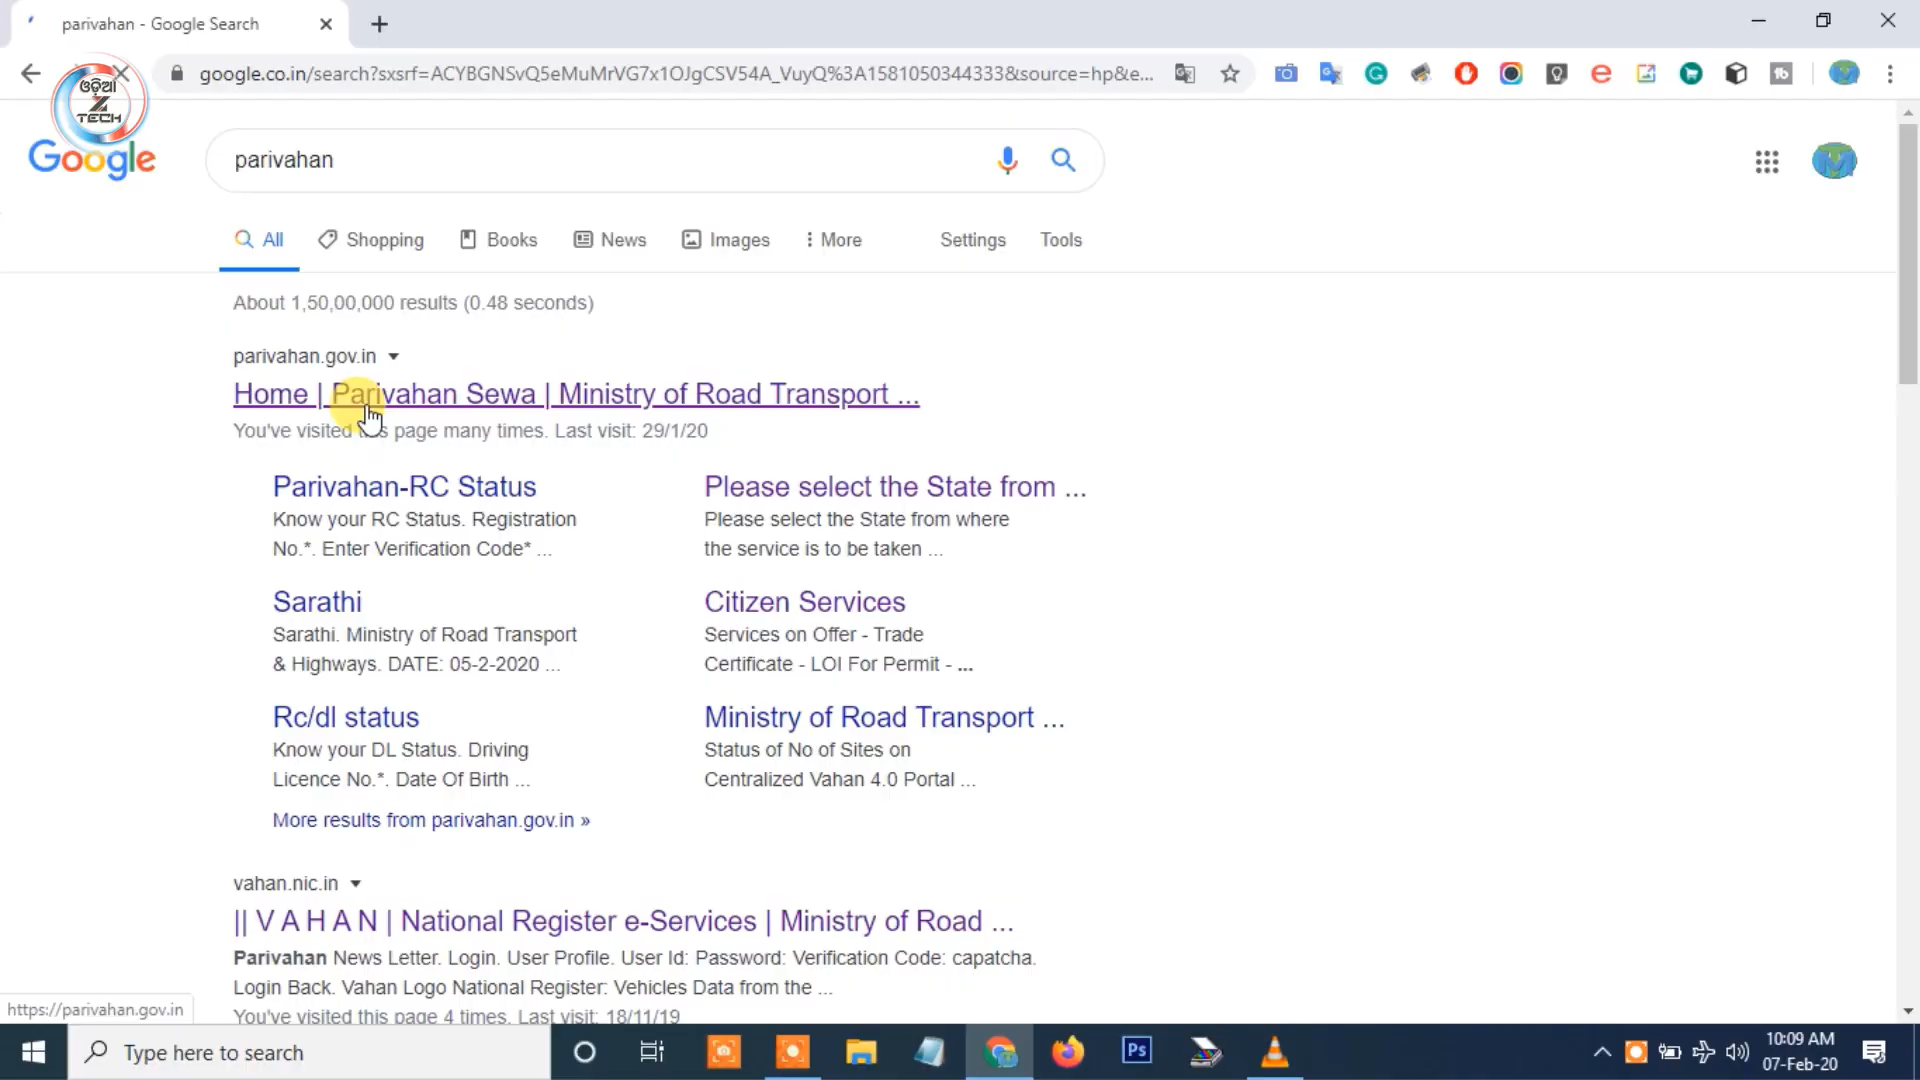 parivahan - Google Search
google.co.in/search?sxsrf=ACYBGNSvQ5eMuMrVG7x1OJgCSV54A_VuyQ%3A1581050344333&source=hp&e...
ଓଡ଼ିଆ
Z
TECH
Google
parivahan
All Shopping Books News Images More Settings Tools
About 1,50,00,000 results (0.48 seconds)
parivahan.gov.in
Home | Parivahan Sewa | Ministry of Road Transport ...
You've visited this page many times. Last visit: 29/1/20
Parivahan-RC Status
Know your RC Status. Registration
No.*. Enter Verification Code* ...
Please select the State from ...
Please select the State from where
the service is to be taken ...
Sarathi
Sarathi. Ministry of Road Transport
& Highways. DATE: 05-2-2020 ...
Citizen Services
Services on Offer - Trade
Certificate - LOI For Permit - ...
Rc/dl status
Know your DL Status. Driving
Licence No.*. Date Of Birth ...
Ministry of Road Transport ...
Status of No of Sites on
Centralized Vahan 4.0 Portal ...
More results from parivahan.gov.in »
vahan.nic.in
|| V A H A N | National Register e-Services | Ministry of Road ...
Parivahan News Letter. Login. User Profile. User Id: Password: Verification Code: capatcha.
Login Back. Vahan Logo National Register: Vehicles Data from the ...
You've visited this page 4 times. Last visit: 18/11/19
https://parivahan.gov.in
Type here to search
Ps
10:09 AM
07-Feb-20